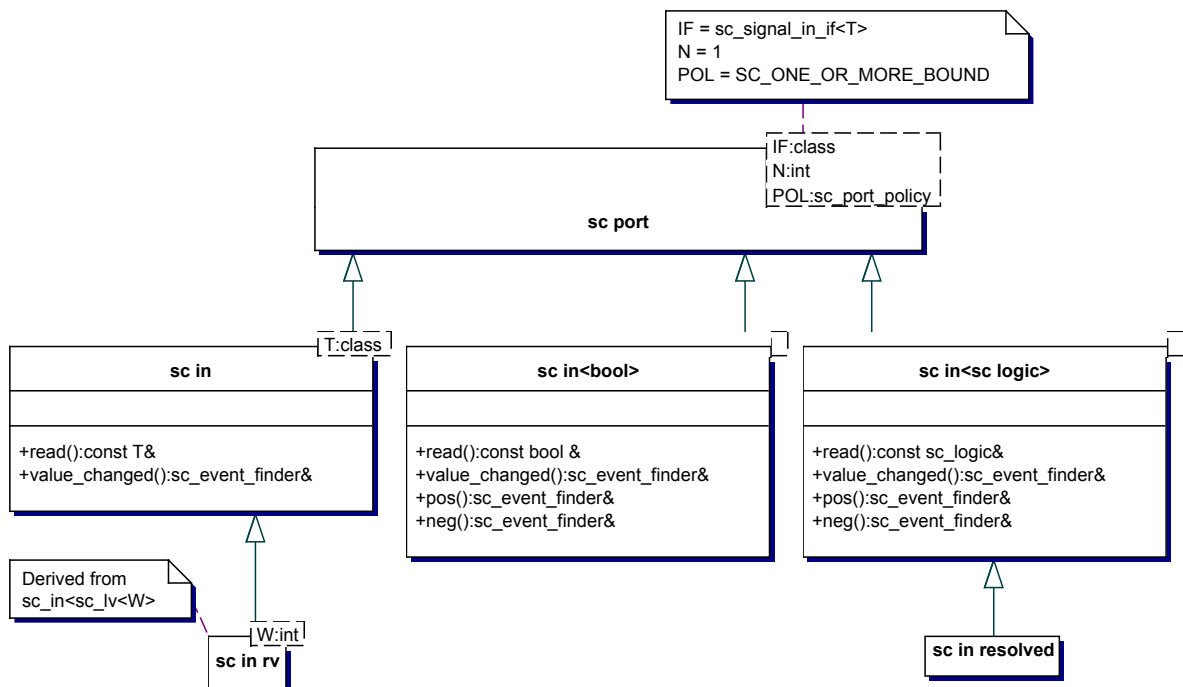 IF = sc_signal_in_if<T>
N = 1
POL = SC_ONE_OR_MORE_BOUND
IF:class
N:int
POL:sc_port_policy
sc port
T:class
sc in
+read():const T&
+value_changed():sc_event_finder&
sc in<bool>
+read():const bool &
+value_changed():sc_event_finder&
+pos():sc_event_finder&
+neg():sc_event_finder&
sc in<sc logic>
+read():const sc_logic&
+value_changed():sc_event_finder&
+pos():sc_event_finder&
+neg():sc_event_finder&
Derived from
sc_in<sc_lv<W>
W:int
sc in rv
sc in resolved